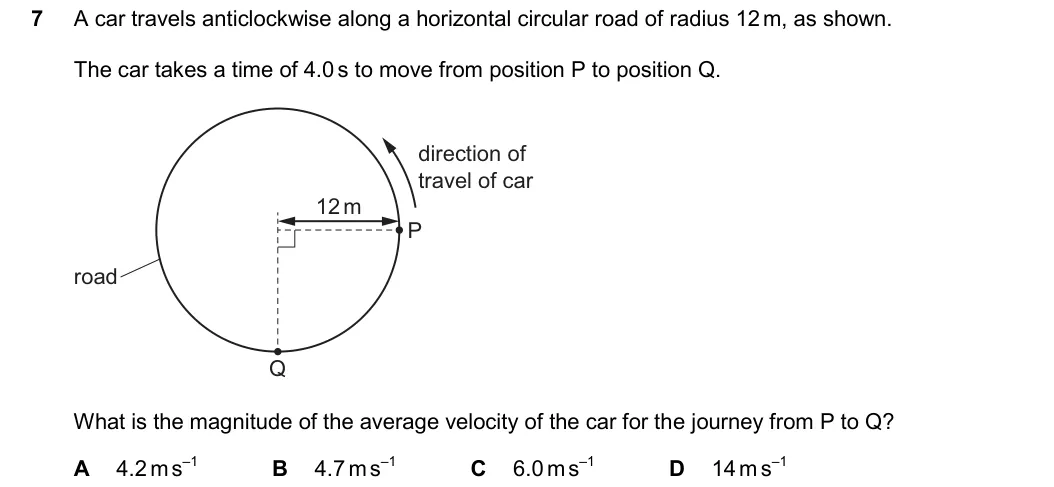 7 A car travels anticlockwise along a horizontal circular road of radius 12 m, as shown.
The car takes a time of 4.0 s to move from position P to position Q.
direction of
travel of car
12 m
P
road
Q
What is the magnitude of the average velocity of the car for the journey from P to Q?
A 4.2 m s⁻¹ B 4.7 m s⁻¹ C 6.0 m s⁻¹ D 14 m s⁻¹